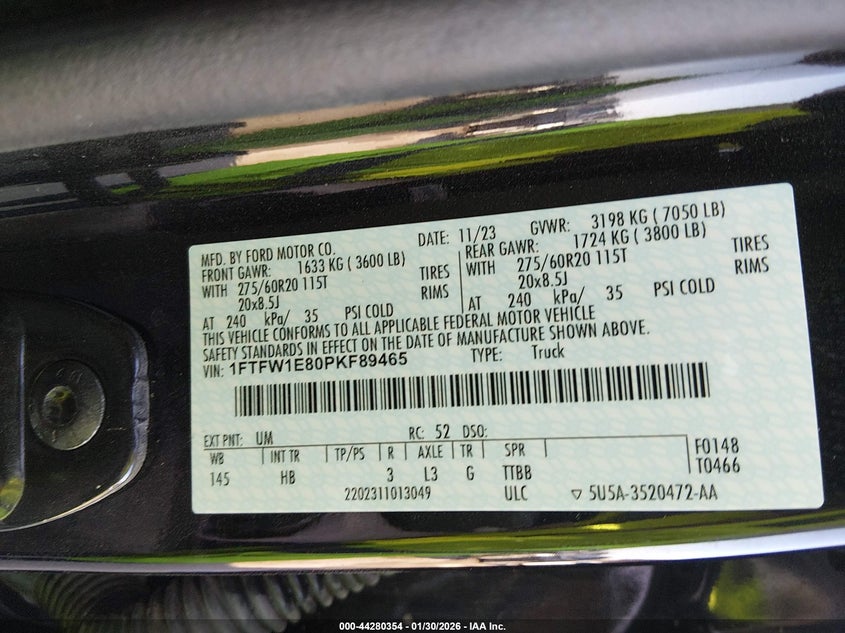 MFD. BY FORD MOTOR CO. DATE: 11/23 GVWR: 3198 KG ( 7050 LB)
FRONT GAWR: 1633 KG ( 3600 LB) REAR GAWR: 1724 KG ( 3800 LB)
WITH 275/60R20 115T TIRES WITH 275/60R20 115T TIRES
20x8.5J RIMS 20x8.5J RIMS
AT 240 kPa/ 35 PSI COLD AT 240 kPa/ 35 PSI COLD
THIS VEHICLE CONFORMS TO ALL APPLICABLE FEDERAL MOTOR VEHICLE
SAFETY STANDARDS IN EFFECT ON THE DATE OF MANUFACTURE SHOWN ABOVE.
VIN: 1FTFW1E80PKF89465 TYPE: Truck
EXT PNT: UM RC: 52 DSO:
WB INT TR TP/PS R AXLE TR SPR F0148
145 HB 3 L3 G TTBB T0466
2202311013049 ULC ▽ 5U5A-3520472-AA
000-44280354 - 01/30/2026 - IAA Inc.